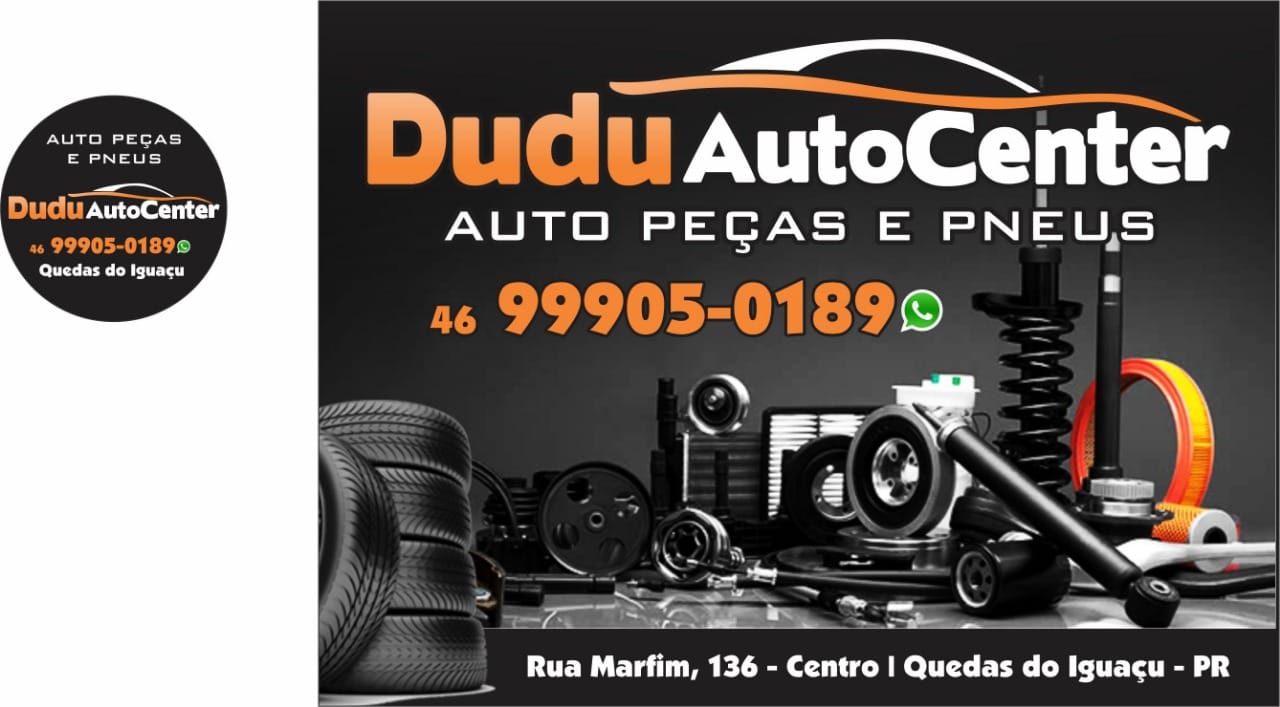 AUTO PEÇAS
E PNEUS
Dudu AutoCenter
46 99905-0189
Quedas do Iguaçu
Dudu AutoCenter
AUTO PEÇAS E PNEUS
46 99905-0189
Rua Marfim, 136 - Centro | Quedas do Iguaçu - PR